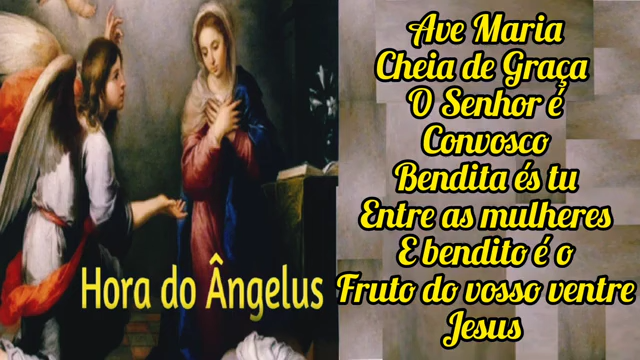 Hora do Ângelus
Ave Maria
Cheia de Graça
O Senhor é
Convosco
Bendita és tu
Entre as mulheres
E bendito é o
Fruto do vosso ventre
Jesus